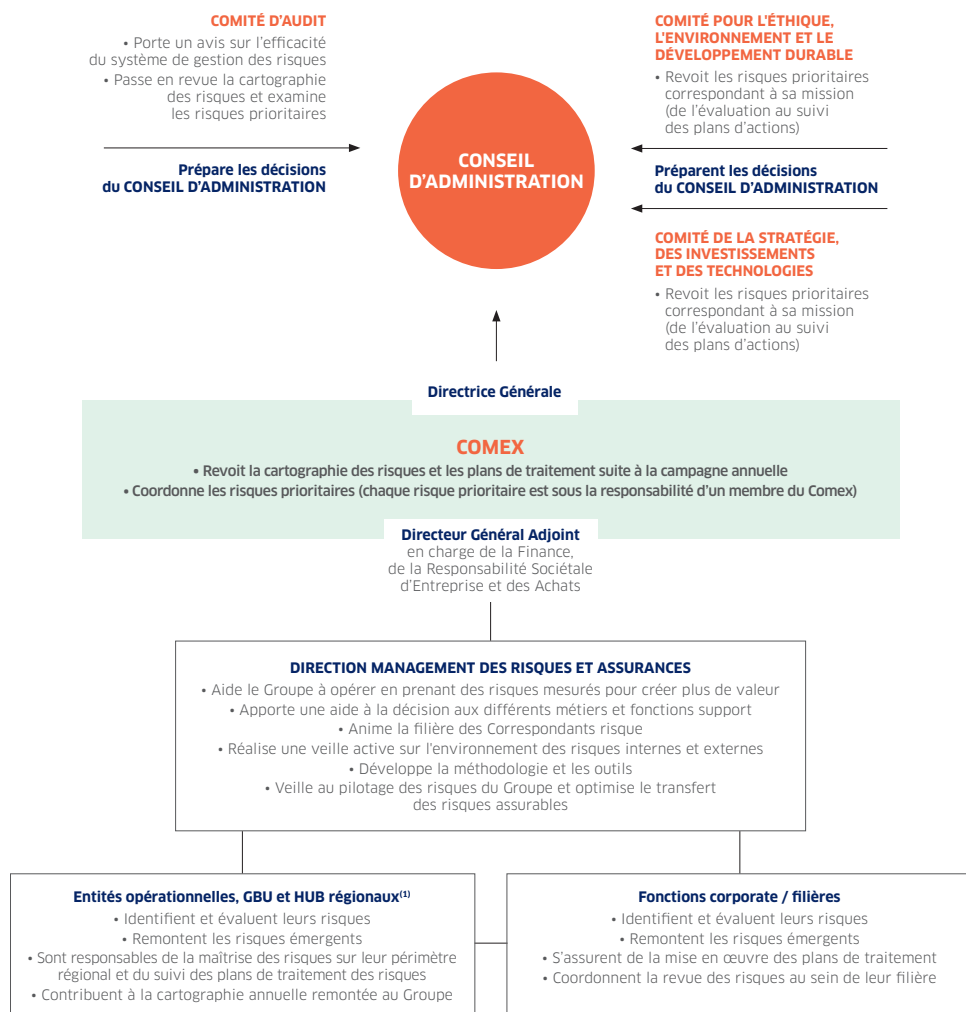 COMITÉ D'AUDIT
• Porte un avis sur l'efficacité
du système de gestion des risques
• Passe en revue la cartographie
des risques et examine
les risques prioritaires
Prépare les décisions
du CONSEIL D'ADMINISTRATION
CONSEIL
D'ADMINISTRATION
COMITÉ POUR L'ÉTHIQUE,
L'ENVIRONNEMENT ET LE
DÉVELOPPEMENT DURABLE
• Revoit les risques prioritaires
correspondant à sa mission
(de l'évaluation au suivi
des plans d'actions)
Préparent les décisions
du CONSEIL D'ADMINISTRATION
COMITÉ DE LA STRATÉGIE,
DES INVESTISSEMENTS
ET DES TECHNOLOGIES
• Revoit les risques prioritaires
correspondant à sa mission
(de l'évaluation au suivi
des plans d'actions)
Directrice Générale
COMEX
• Revoit la cartographie des risques et les plans de traitement suite à la campagne annuelle
• Coordonne les risques prioritaires (chaque risque prioritaire est sous la responsabilité d'un membre du Comex)
Directeur Général Adjoint
en charge de la Finance,
de la Responsabilité Sociétale
d'Entreprise et des Achats
DIRECTION MANAGEMENT DES RISQUES ET ASSURANCES
• Aide le Groupe à opérer en prenant des risques mesurés pour créer plus de valeur
• Apporte une aide à la décision aux différents métiers et fonctions support
• Anime la filière des Correspondants risque
• Réalise une veille active sur l'environnement des risques internes et externes
• Développe la méthodologie et les outils
• Veille au pilotage des risques du Groupe et optimise le transfert
des risques assurables
Entités opérationnelles, GBU et HUB régionaux(1)
• Identifient et évaluent leurs risques
• Remontent les risques émergents
• Sont responsables de la maîtrise des risques sur leur périmètre
régional et du suivi des plans de traitement des risques
• Contribuent à la cartographie annuelle remontée au Groupe
Fonctions corporate / filières
• Identifient et évaluent leurs risques
• Remontent les risques émergents
• S'assurent de la mise en œuvre des plans de traitement
• Coordonnent la revue des risques au sein de leur filière